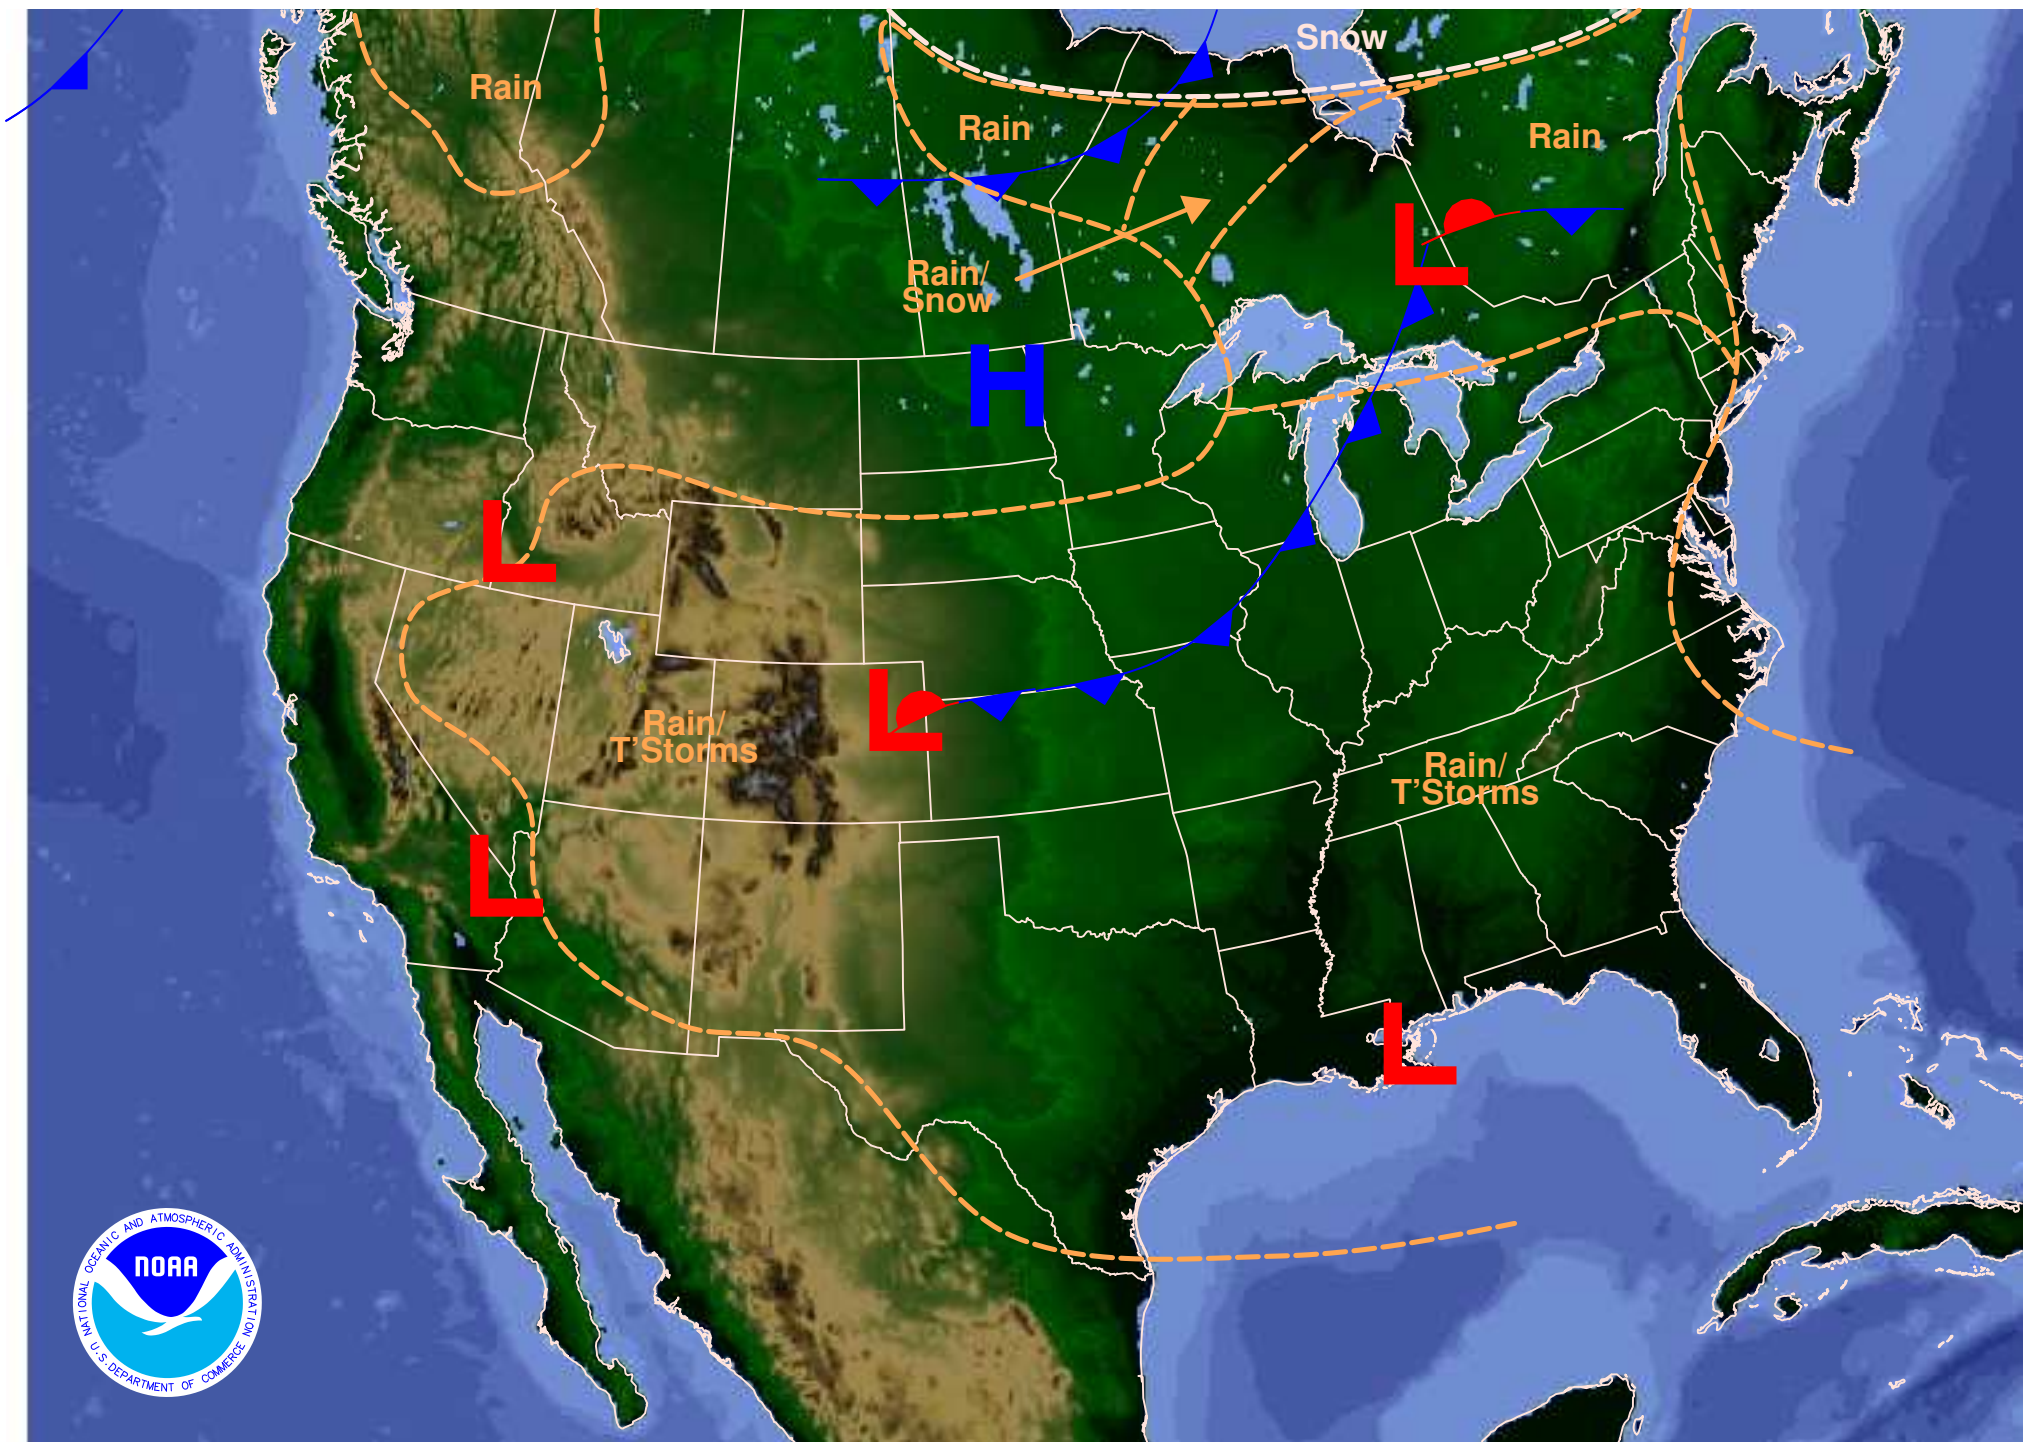 Snow
Rain
Rain
Rain
Rain/
Snow
H
L
L
L
L
L
Rain/
T'Storms
Rain/
T'Storms
NATIONAL OCEANIC AND ATMOSPHERIC ADMINISTRATION
NOAA
U.S. DEPARTMENT OF COMMERCE